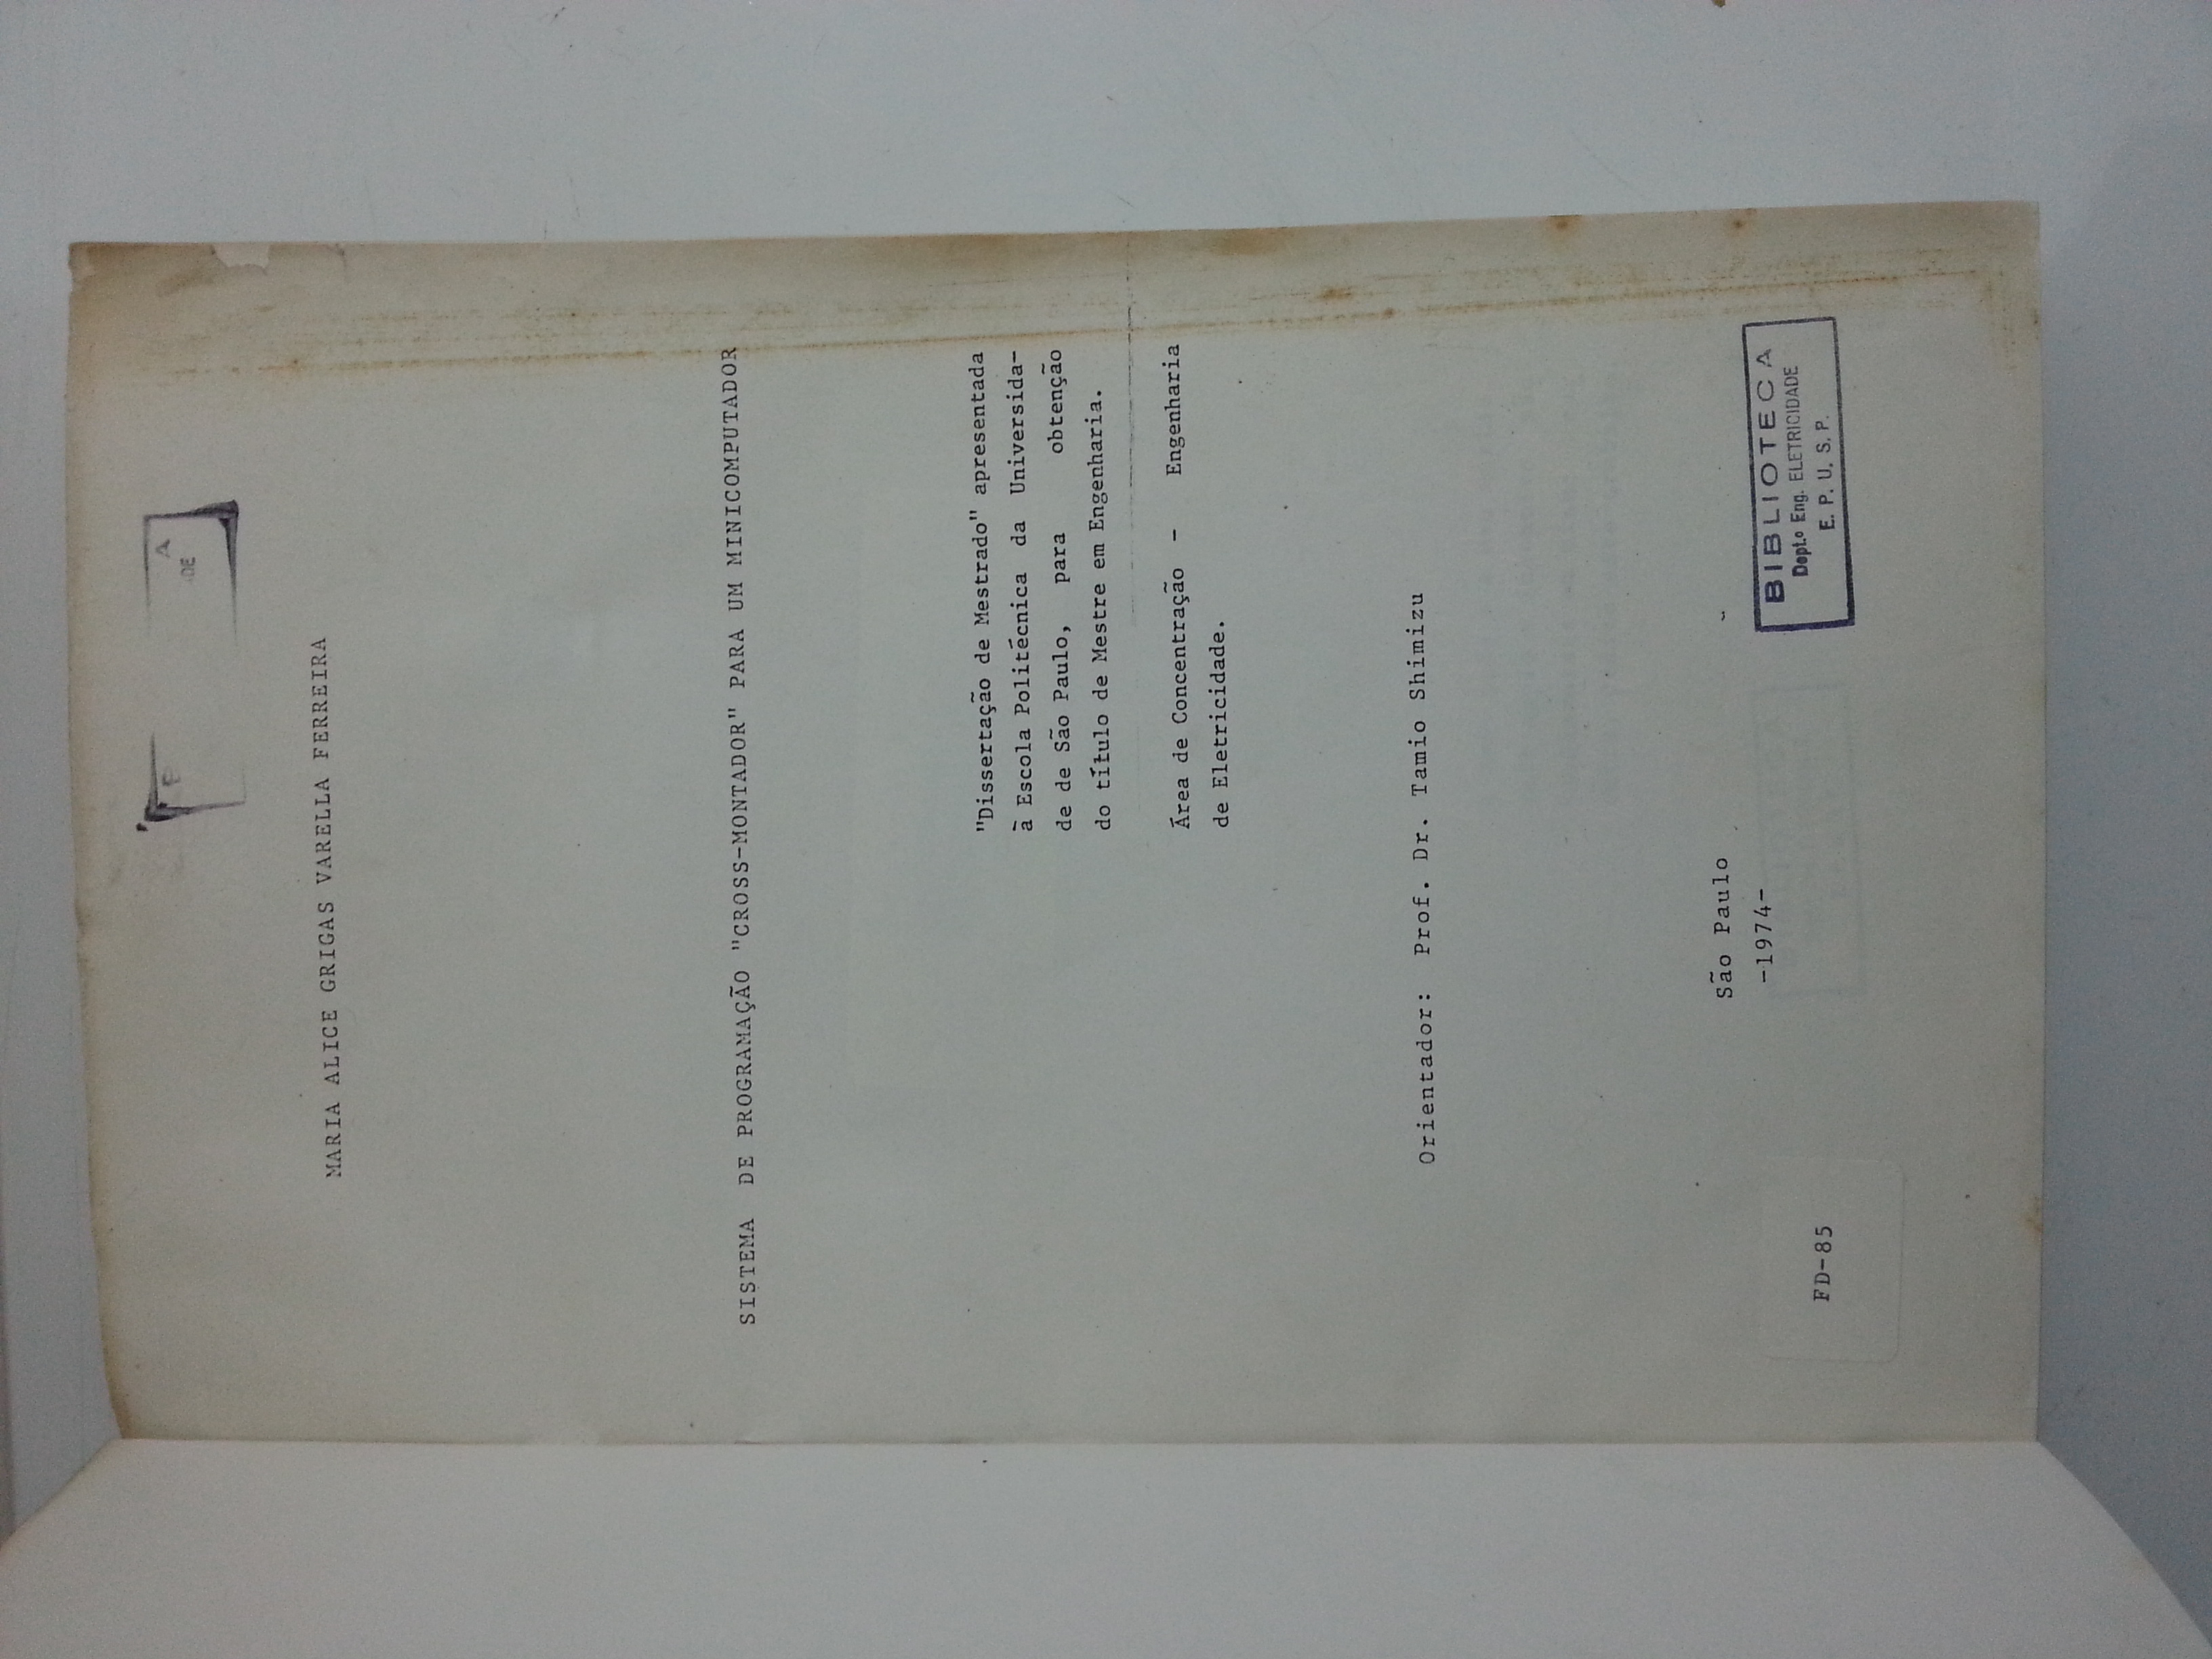 MARIA ALICE GRIGAS VARELLA FERREIRA
SISTEMA DE PROGRAMAÇÃO "CROSS-MONTADOR" PARA UM MINICOMPUTADOR
"Dissertação de Mestrado" apresentada
à Escola Politécnica da Universida-
de de São Paulo, para obtenção
do título de Mestre em Engenharia.
Área de Concentração - Engenharia
de Eletricidade.
Orientador: Prof. Dr. Tamio Shimizu
São Paulo
-1974-
FD-85
BIBLIOTECA
Dept.º Eng. ELETRICIDADE
E. P. U. S. P.